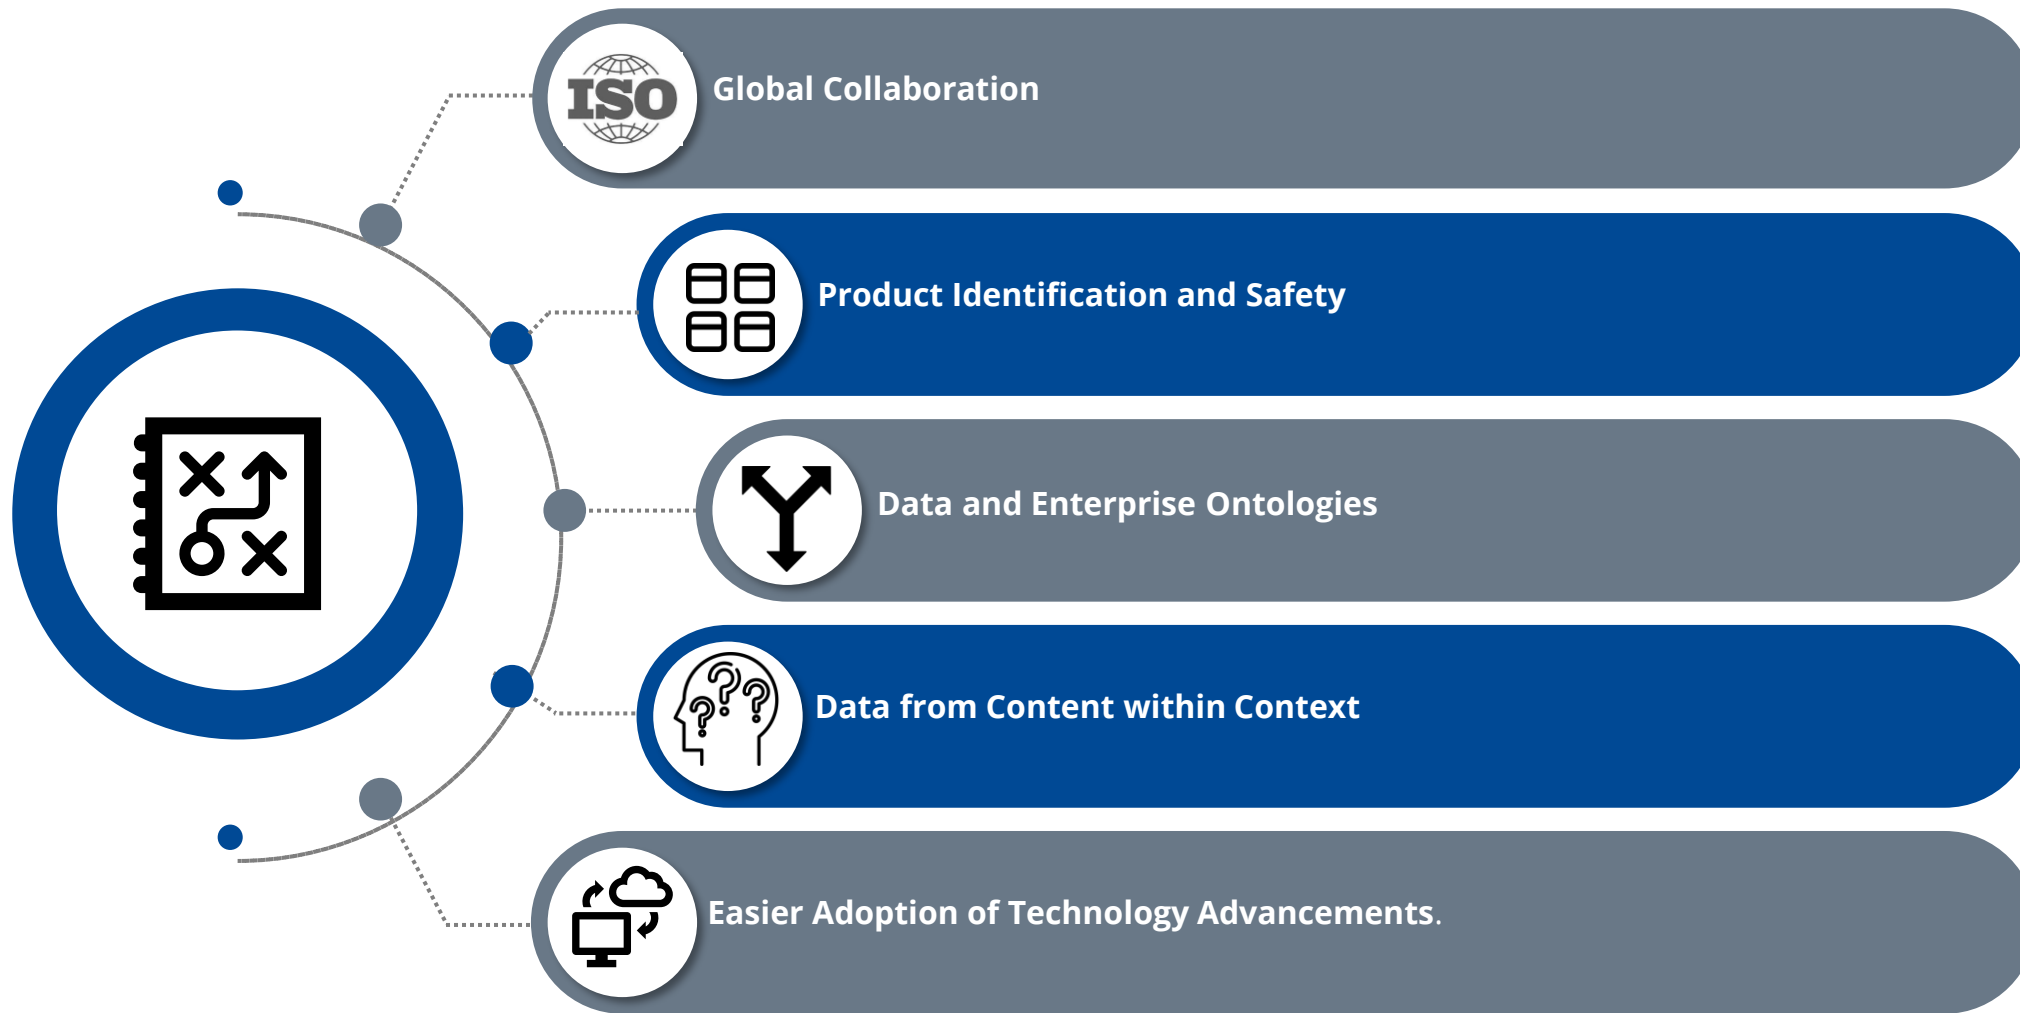 ISO
Global Collaboration
Product Identification and Safety
Data and Enterprise Ontologies
Data from Content within Context
Easier Adoption of Technology Advancements.